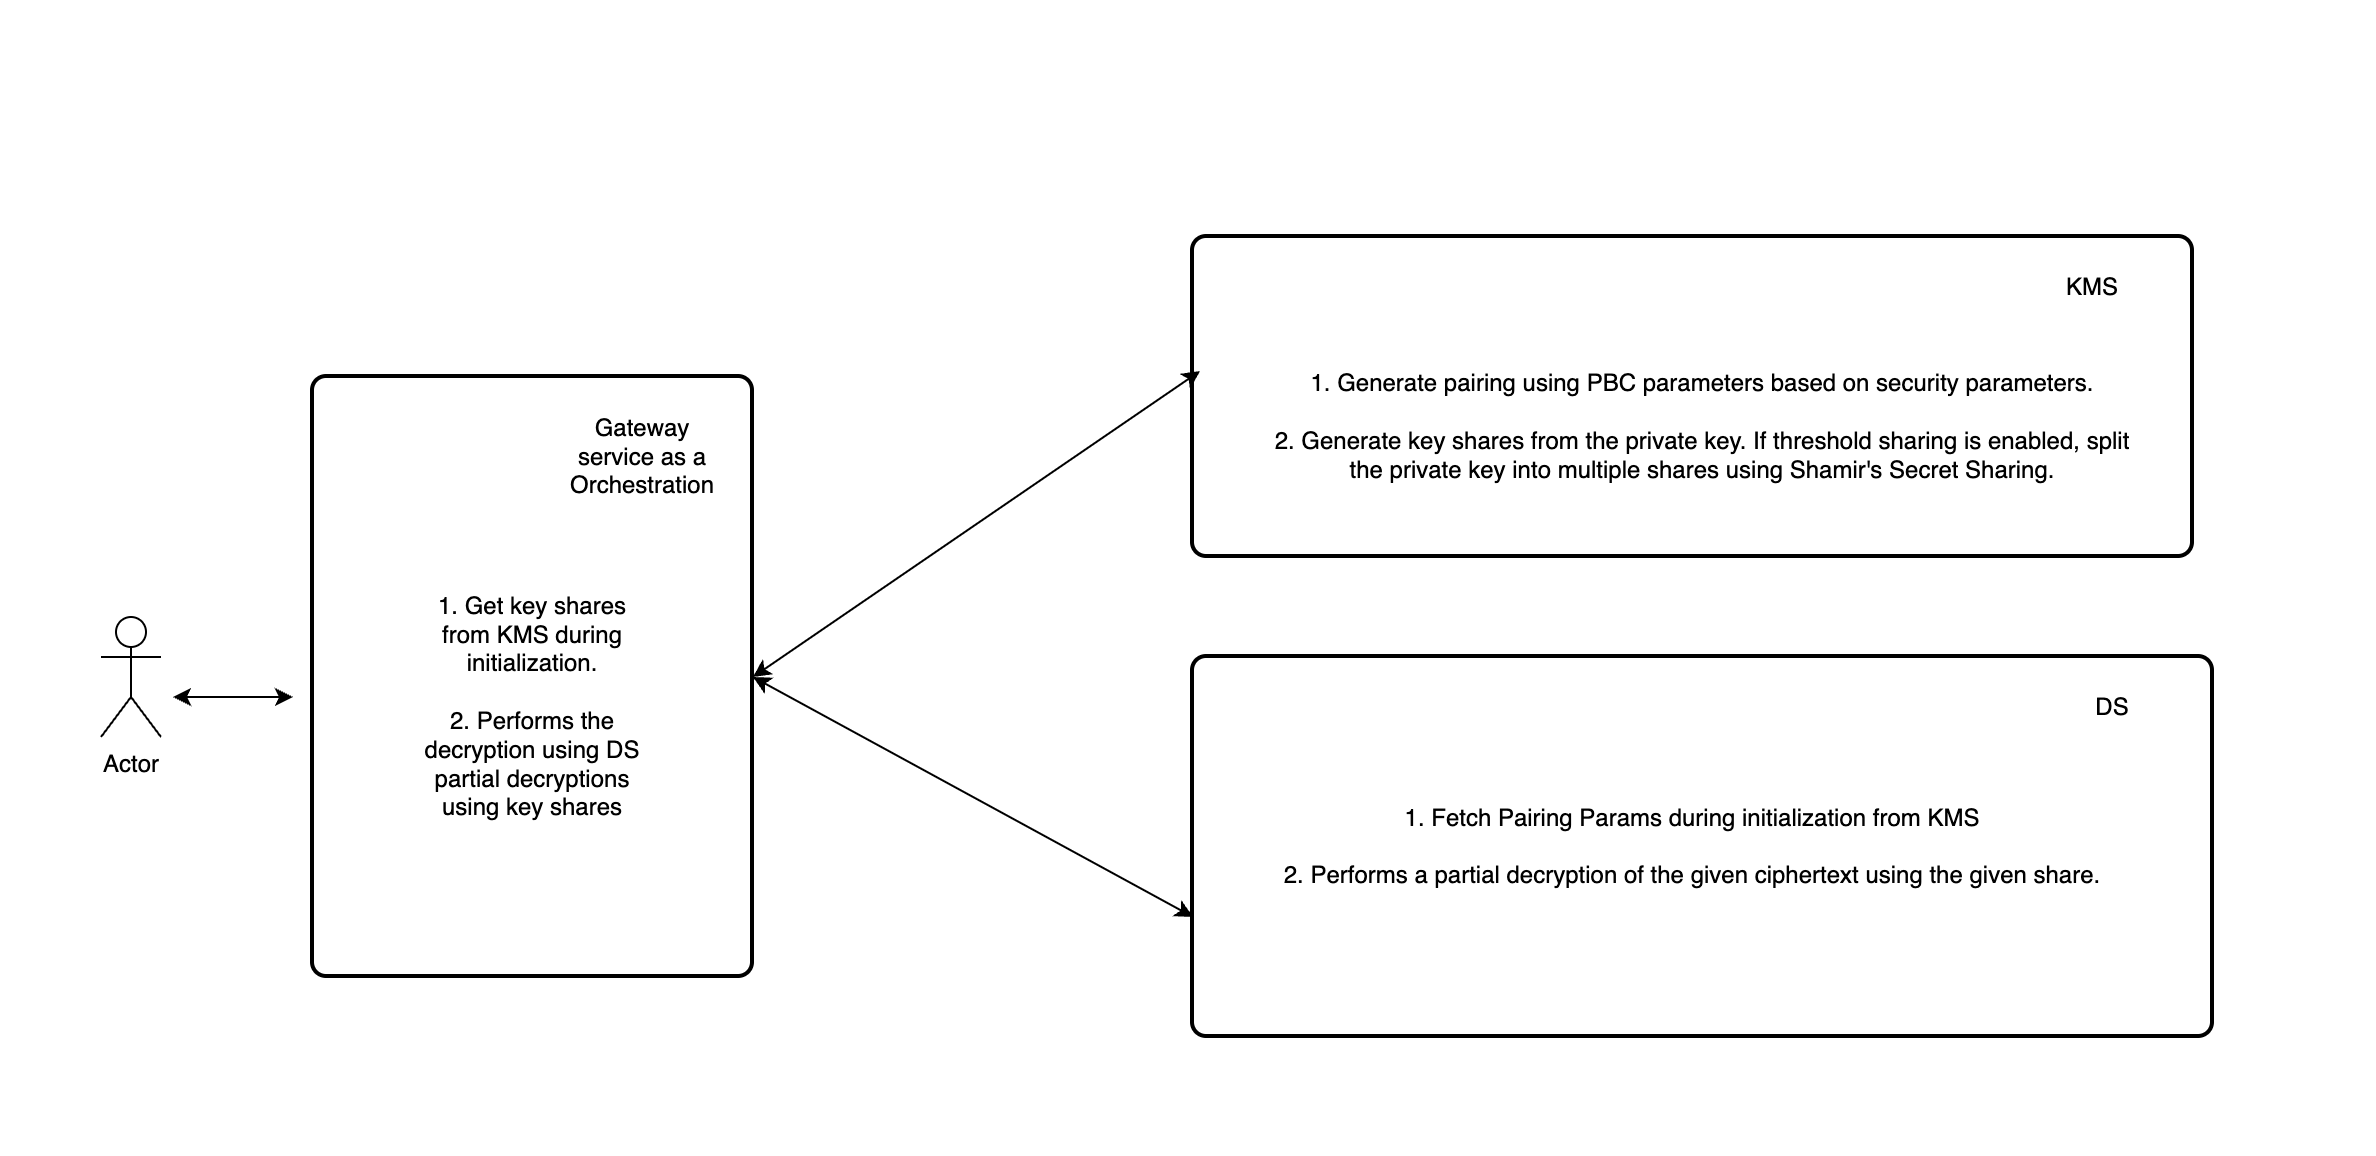 Actor
Gateway
service as a
Orchestration
1. Get key shares
from KMS during
initialization.
2. Performs the
decryption using DS
partial decryptions
using key shares
KMS
1. Generate pairing using PBC parameters based on security parameters.
2. Generate key shares from the private key. If threshold sharing is enabled, split
the private key into multiple shares using Shamir's Secret Sharing.
DS
1. Fetch Pairing Params during initialization from KMS
2. Performs a partial decryption of the given ciphertext using the given share.